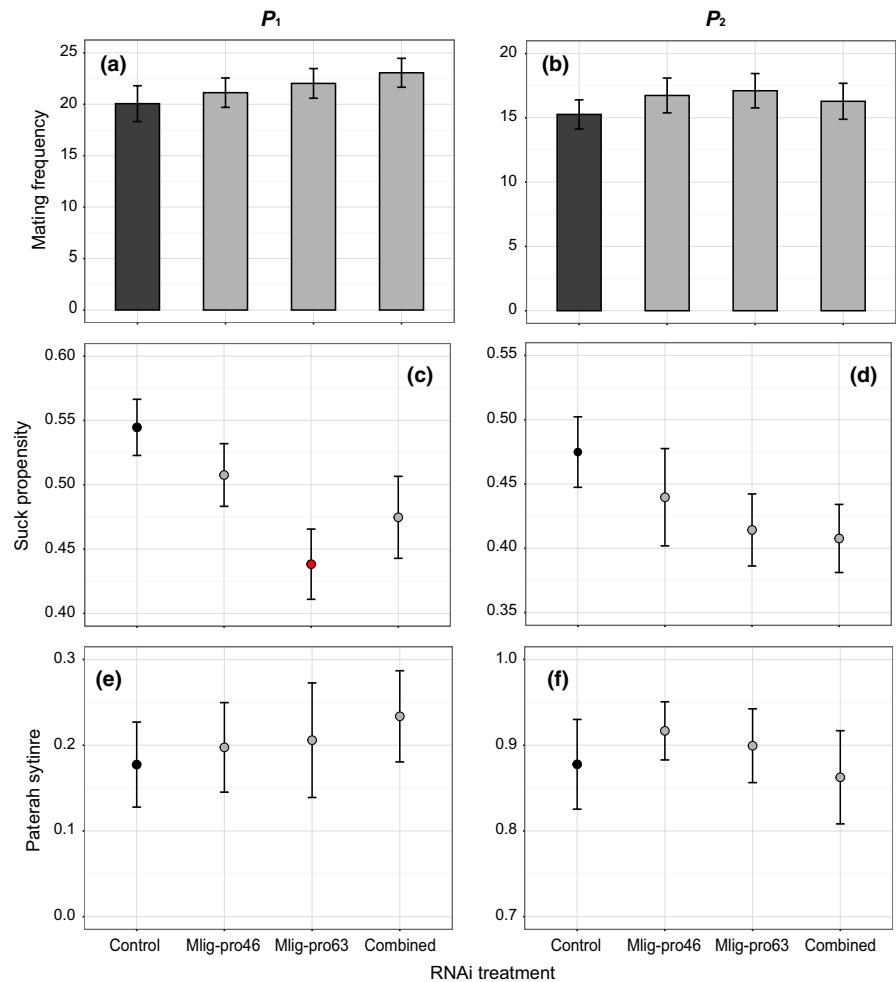 P1
P2
(a)
(b)
Mating frequency
25
20
15
10
5
0
20
15
10
5
0
(c)
(d)
Suck propensity
0.60
0.55
0.50
0.45
0.40
0.55
0.50
0.45
0.40
0.35
(e)
(f)
Paterah sytinre
0.3
0.2
0.1
0.0
1.0
0.9
0.8
0.7
Control Mlig-pro46 Mlig-pro63 Combined
Control Mlig-pro46 Mlig-pro63 Combined
RNAi treatment